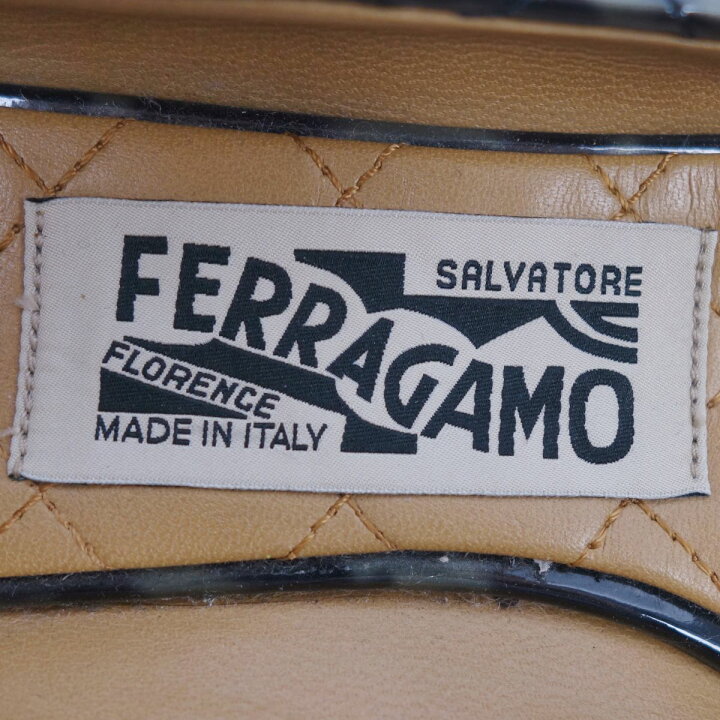 SALVATORE
FERRAGAMO
FLORENCE
MADE IN ITALY